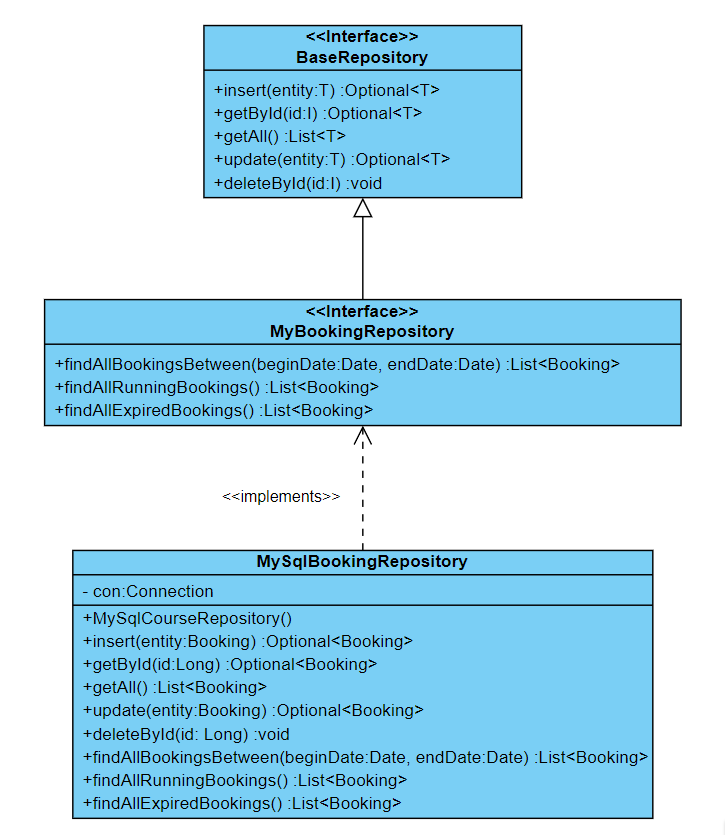 <<Interface>>
BaseRepository
+insert(entity:T) :Optional<T>
+getById(id:I) :Optional<T>
+getAll() :List<T>
+update(entity:T) :Optional<T>
+deleteById(id:I) :void
<<Interface>>
MyBookingRepository
+findAllBookingsBetween(beginDate:Date, endDate:Date) :List<Booking>
+findAllRunningBookings() :List<Booking>
+findAllExpiredBookings() :List<Booking>
<<implements>>
MySqlBookingRepository
- con:Connection
+MySqlCourseRepository()
+insert(entity:Booking) :Optional<Booking>
+getById(id:Long) :Optional<Booking>
+getAll() :List<Booking>
+update(entity:Booking) :Optional<Booking>
+deleteById(id: Long) :void
+findAllBookingsBetween(beginDate:Date, endDate:Date) :List<Booking>
+findAllRunningBookings() :List<Booking>
+findAllExpiredBookings() :List<Booking>